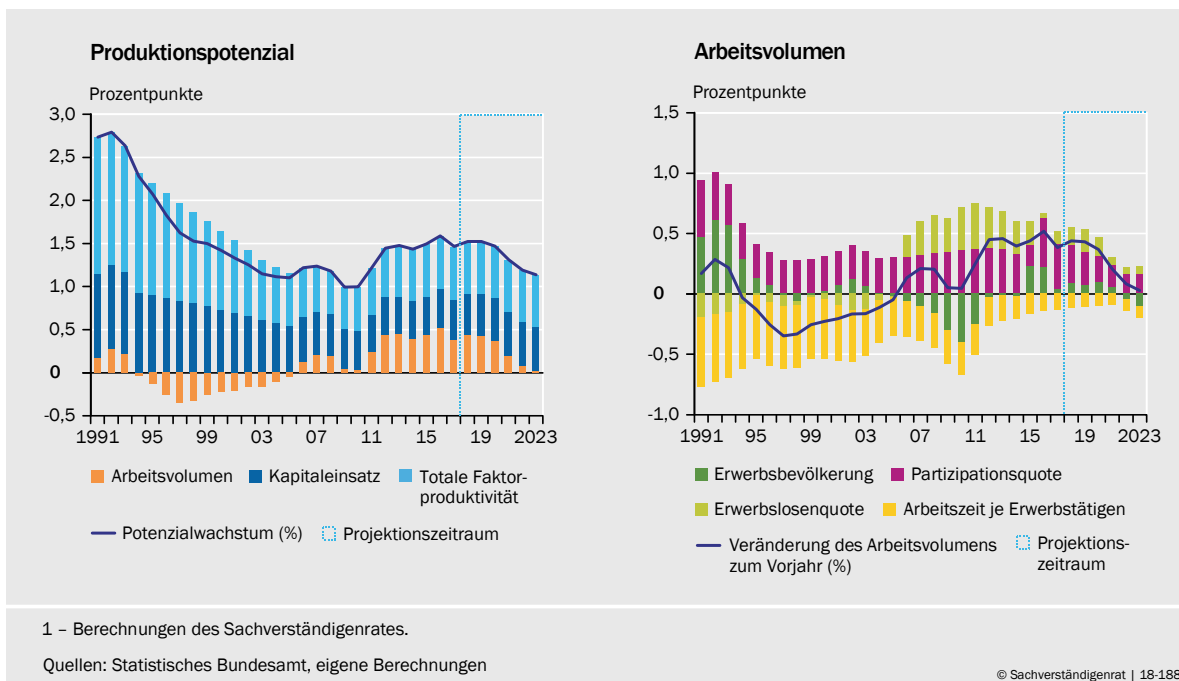 Produktionspotenzial
Prozentpunkte
3,0
2,5
2,0
1,5
1,0
0,5
0
-0,5
1991 95 99 03 07 11 15 19 2023
Arbeitsvolumen Kapitaleinsatz Totale Faktor-
produktivität
Potenzialwachstum (%) Projektionszeitraum
Arbeitsvolumen
Prozentpunkte
1,5
1,0
0,5
0
-0,5
-1,0
1991 95 99 03 07 11 15 19 2023
Erwerbsbevölkerung Partizipationsquote
Erwerbslosenquote Arbeitszeit je Erwerbstätigen
Veränderung des Arbeitsvolumens Projektions-
zum Vorjahr (%) zeitraum
1 – Berechnungen des Sachverständigenrates.
Quellen: Statistisches Bundesamt, eigene Berechnungen
© Sachverständigenrat | 18-188